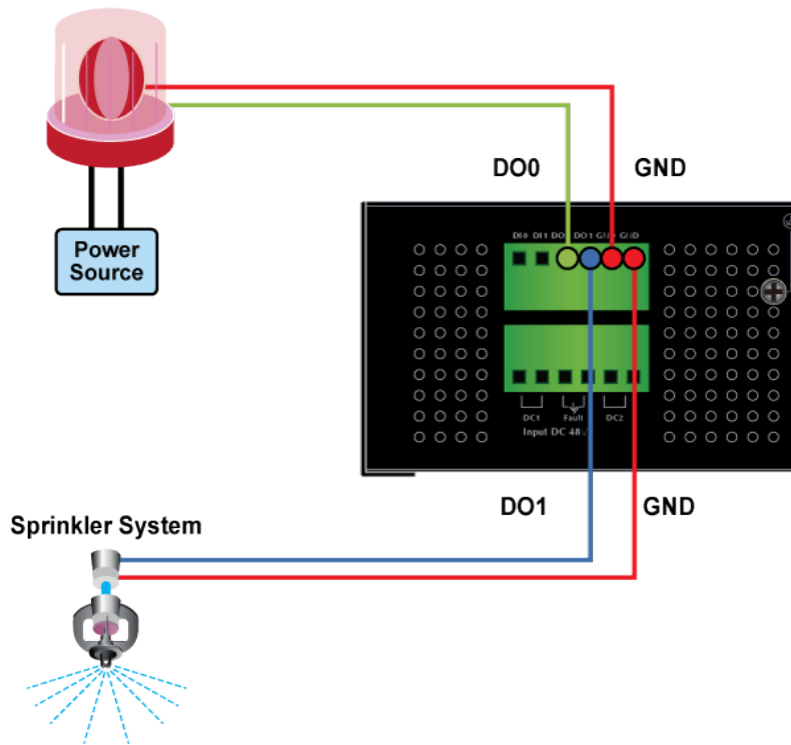 DO0 GND
Power
Source
DI0 DI1 DO0 DO1 GND GND
DC1 Fault DC2
Input DC 48V
DO1 GND
Sprinkler System